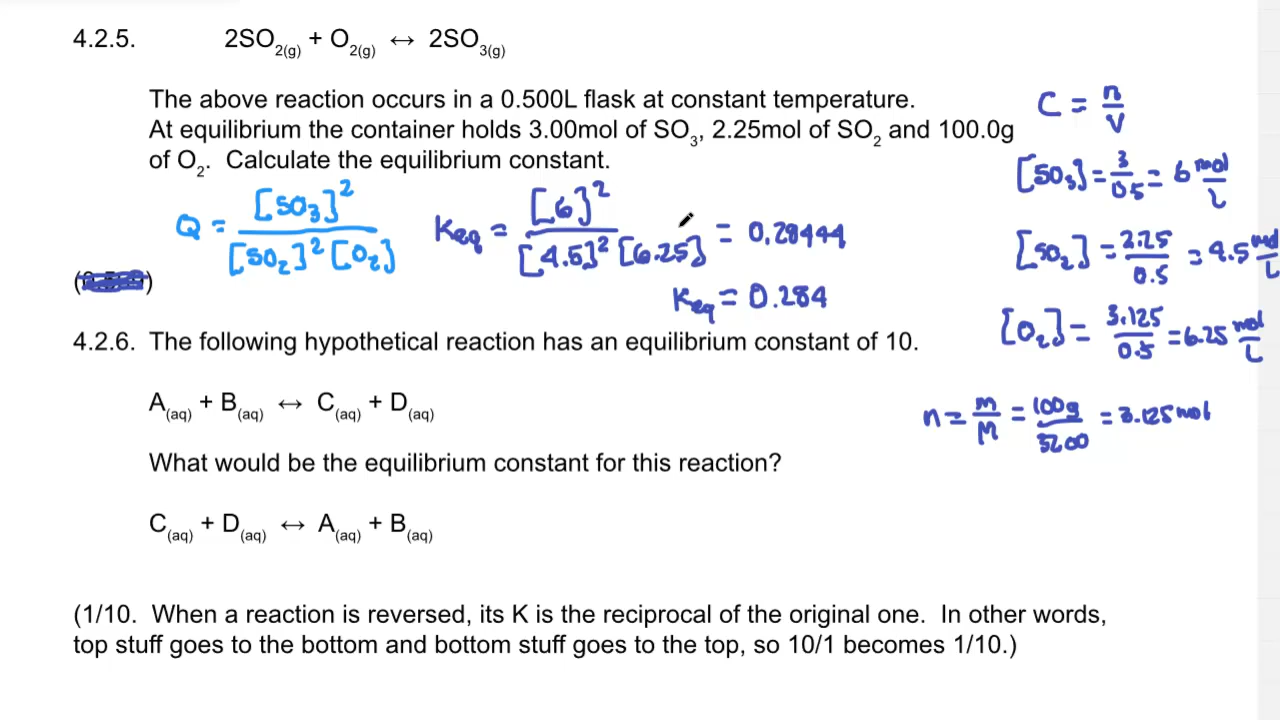 4.2.5. 2SO2(g) + O2(g) ↔ 2SO3(g)
The above reaction occurs in a 0.500L flask at constant temperature.
At equilibrium the container holds 3.00mol of SO3, 2.25mol of SO2 and 100.0g
of O2. Calculate the equilibrium constant.
C = n/V
[SO3] = 3/0.5 = 6 mol/L
[SO2] = 2.25/0.5 = 4.5 mol/L
[O2] = 3.125/0.5 = 6.25 mol/L
n = m/M = 100g/32.00 = 3.125 mol
Q = [SO3]^2/[SO2]^2 [O2]
Keq = [6]^2/[4.5]^2 [6.25] = 0.28444
Keq = 0.284
4.2.6. The following hypothetical reaction has an equilibrium constant of 10.
A(aq) + B(aq) ↔ C(aq) + D(aq)
What would be the equilibrium constant for this reaction?
C(aq) + D(aq) ↔ A(aq) + B(aq)
(1/10. When a reaction is reversed, its K is the reciprocal of the original one. In other words,
top stuff goes to the bottom and bottom stuff goes to the top, so 10/1 becomes 1/10.)